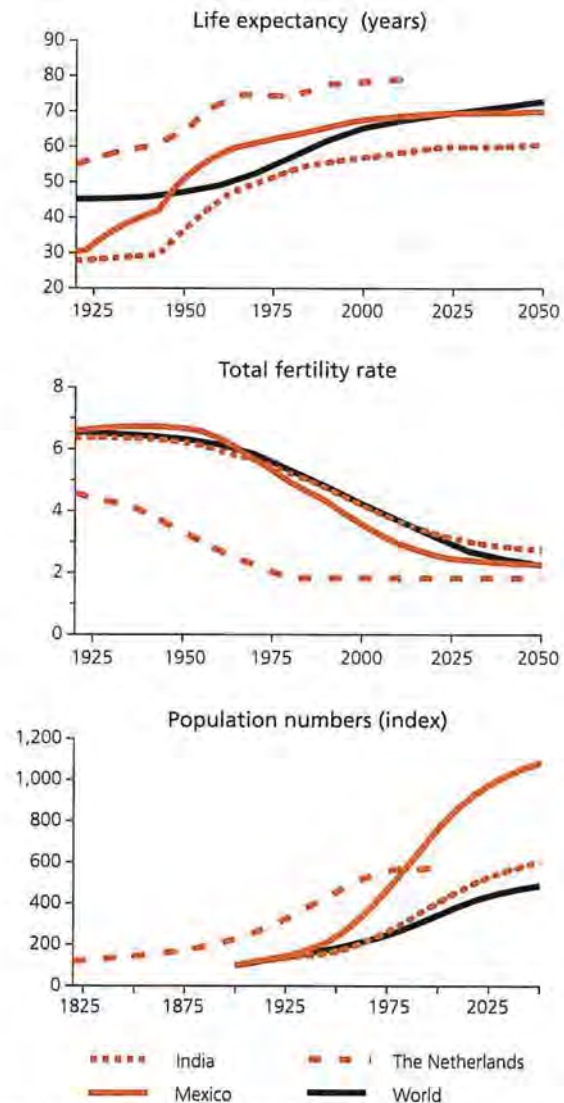 Life expectancy (years)
90
80
70
60
50
40
30
20
1925 1950 1975 2000 2025 2050
Total fertility rate
8
6
4
2
0
1925 1950 1975 2000 2025 2050
Population numbers (index)
1,200
1,000
800
600
400
200
0
1825 1875 1925 1975 2025
India The Netherlands
Mexico World